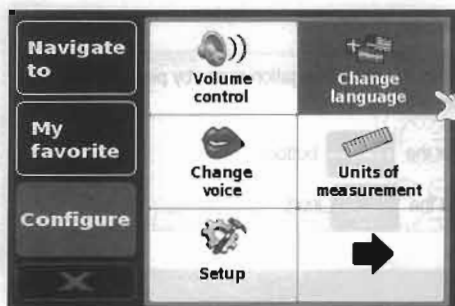 Navigate
to
My
favorite
Configure
Volume
control
Change
language
Change
voice
Units of
measurement
Setup